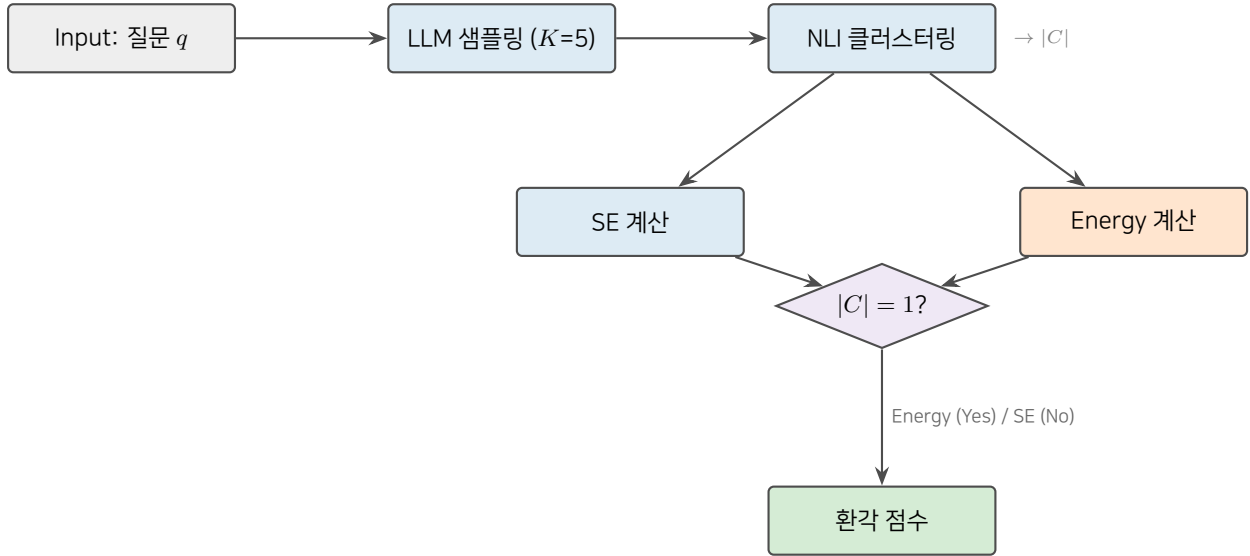 Input: 질문 q
LLM 샘플링 (K=5)
NLI 클러스터링
→ |C|
SE 계산
Energy 계산
|C| = 1?
Energy (Yes) / SE (No)
환각 점수